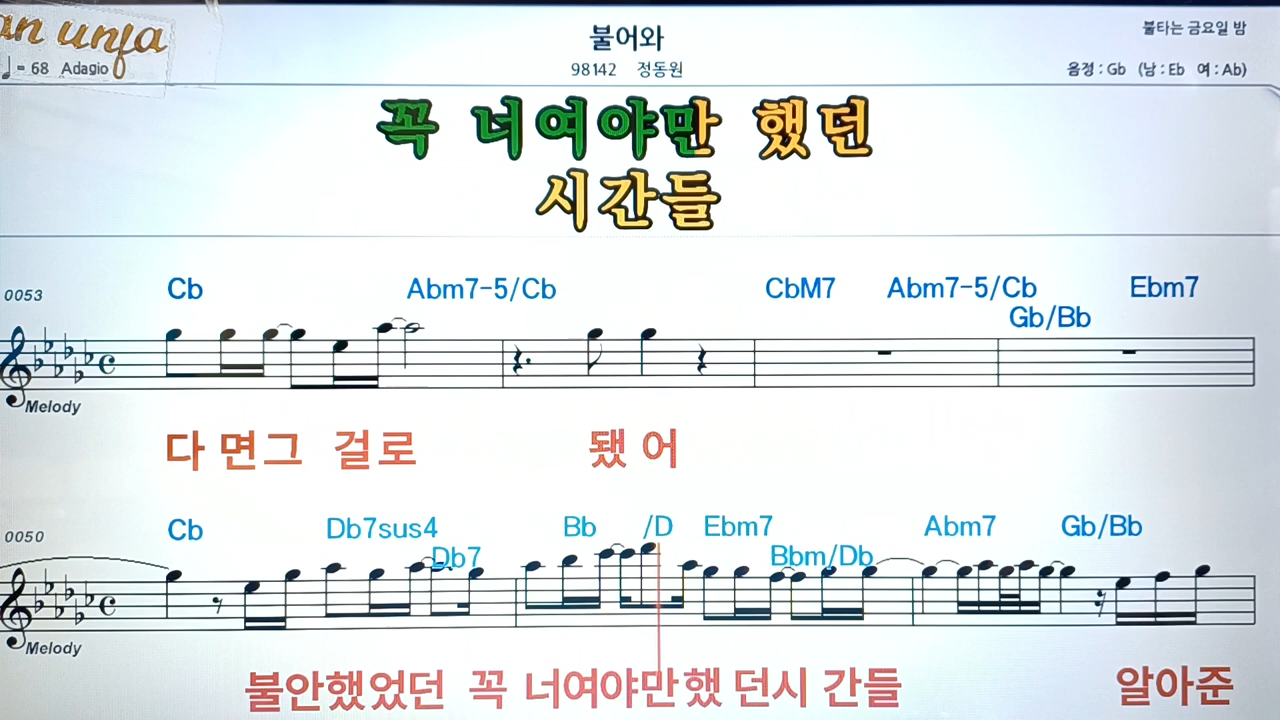 an unfa
불타는 금요일 밤
불어와
♩= 68 Adagio
98142 정동원
음정 : Gb (남 : Eb 여 : Ab)
꼭 너여야만 했던
시간들
0053
Cb Abm7-5/Cb CbM7 Abm7-5/Cb Ebm7
Gb/Bb
Melody
다 면그 걸로 됐 어
0050
Cb Db7sus4 Bb /D Ebm7 Abm7 Gb/Bb
Db7 Bbm/Db
Melody
불안했었던 꼭 너여야만했 던시 간들 알아준